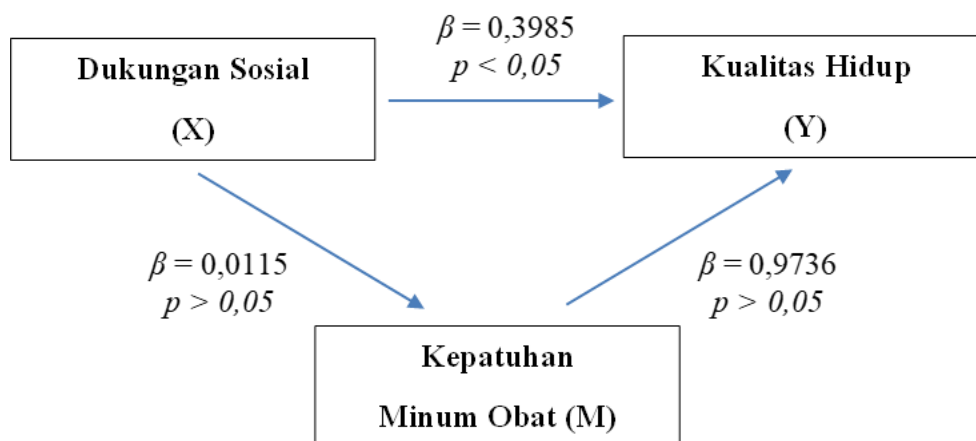 β = 0,3985
p < 0,05
Dukungan Sosial
(X)
Kualitas Hidup
(Y)
β = 0,0115
p > 0,05
β = 0,9736
p > 0,05
Kepatuhan
Minum Obat (M)